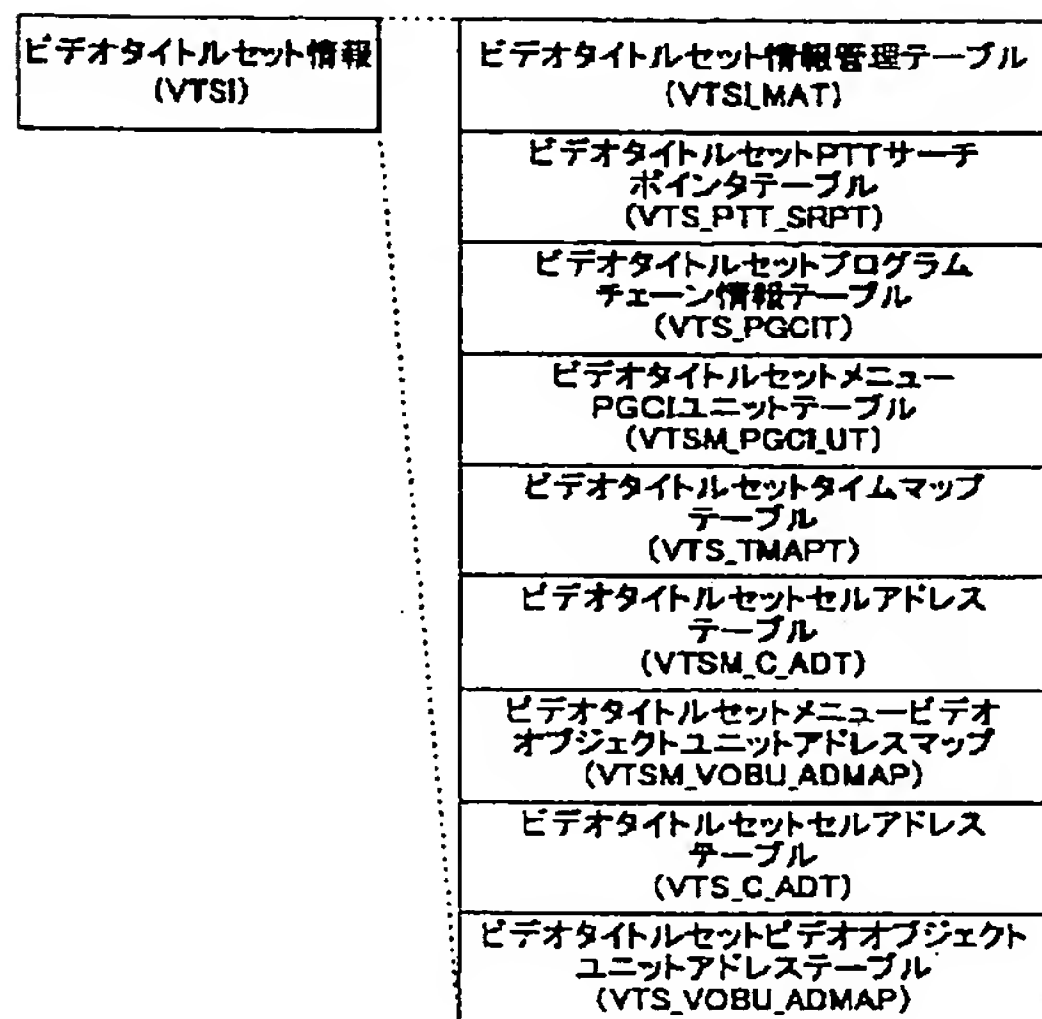 ビデオタイトルセット情報
(VTSI)
ビデオタイトルセット情報管理テーブル
(VTSI_MAT)
ビデオタイトルセットPTTサーチ
ポインタテーブル
(VTS_PTT_SRPT)
ビデオタイトルセットプログラム
チェーン情報テーブル
(VTS_PGCIT)
ビデオタイトルセットメニュー
PGCIユニットテーブル
(VTSM_PGCI_UT)
ビデオタイトルセットタイムマップ
テーブル
(VTS_TMAPT)
ビデオタイトルセットセルアドレス
テーブル
(VTSM_C_ADT)
ビデオタイトルセットメニュービデオ
オブジェクトユニットアドレスマップ
(VTSM_VOBU_ADMAP)
ビデオタイトルセットセルアドレス
テーブル
(VTS_C_ADT)
ビデオタイトルセットビデオオブジェクト
ユニットアドレステーブル
(VTS_VOBU_ADMAP)